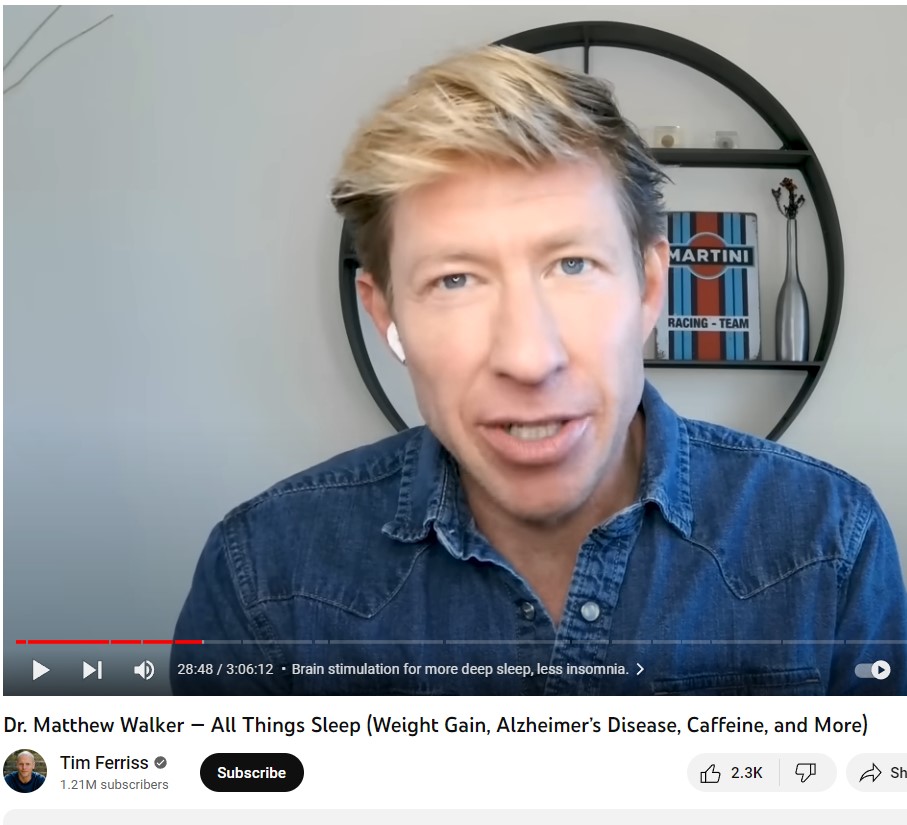 MARTINI
RACING - TEAM
28:48 / 3:06:12 • Brain stimulation for more deep sleep, less insomnia.
Dr. Matthew Walker – All Things Sleep (Weight Gain, Alzheimer's Disease, Caffeine, and More)
Tim Ferriss
1.21M subscribers
Subscribe
2.3K
Sh